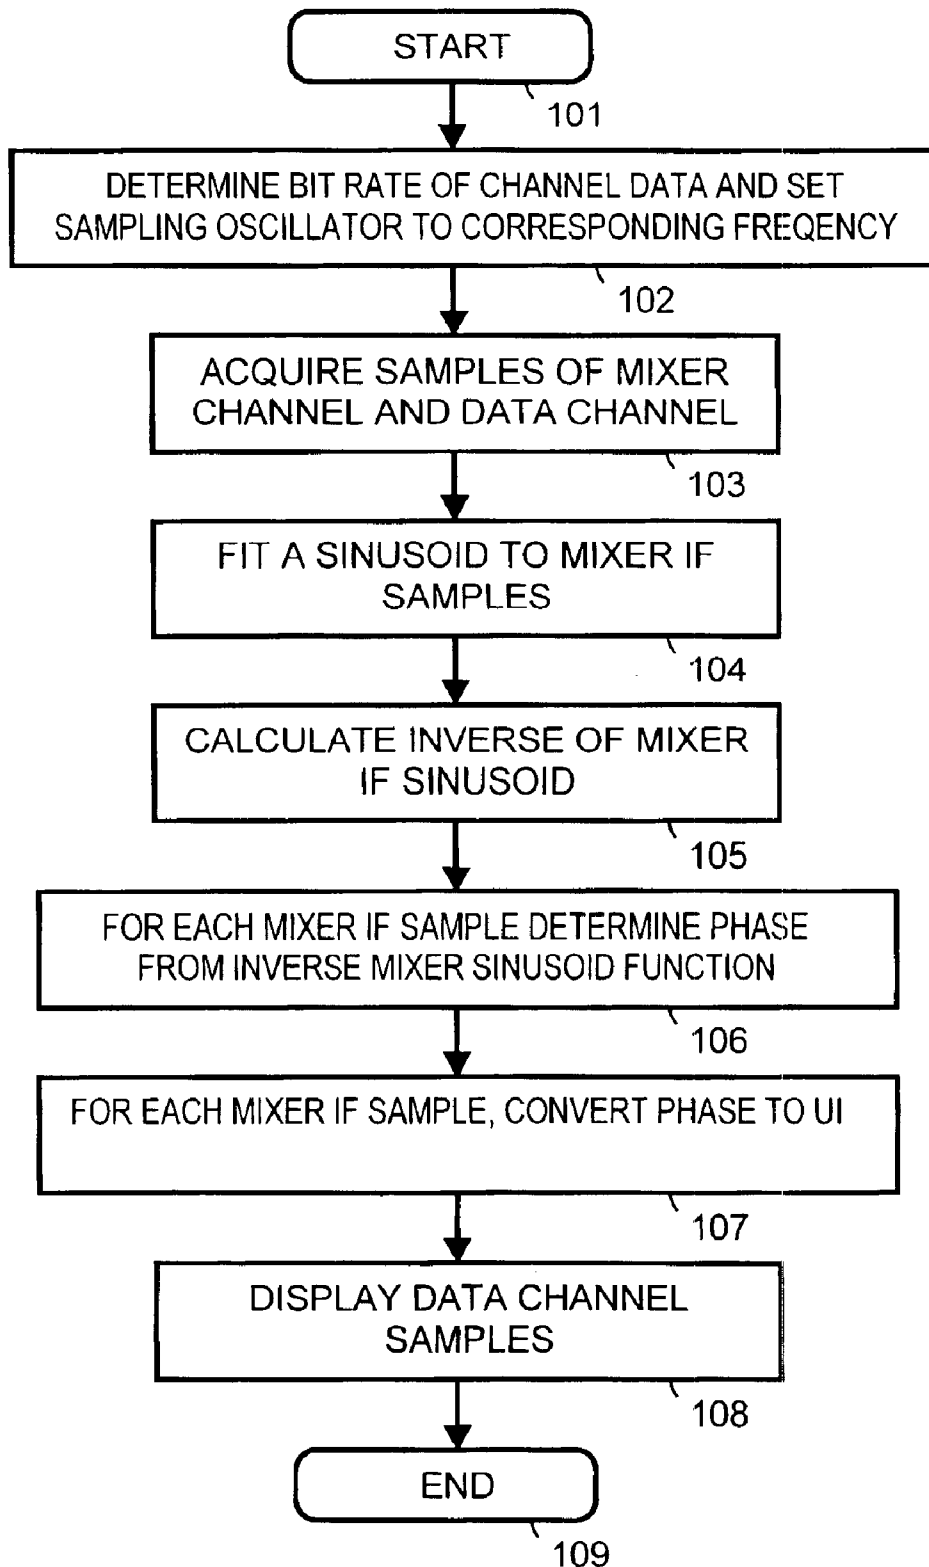 START
101
DETERMINE BIT RATE OF CHANNEL DATA AND SET
SAMPLING OSCILLATOR TO CORRESPONDING FREQENCY
102
ACQUIRE SAMPLES OF MIXER
CHANNEL AND DATA CHANNEL
103
FIT A SINUSOID TO MIXER IF
SAMPLES
104
CALCULATE INVERSE OF MIXER
IF SINUSOID
105
FOR EACH MIXER IF SAMPLE DETERMINE PHASE
FROM INVERSE MIXER SINUSOID FUNCTION
106
FOR EACH MIXER IF SAMPLE, CONVERT PHASE TO UI
107
DISPLAY DATA CHANNEL
SAMPLES
108
END
109